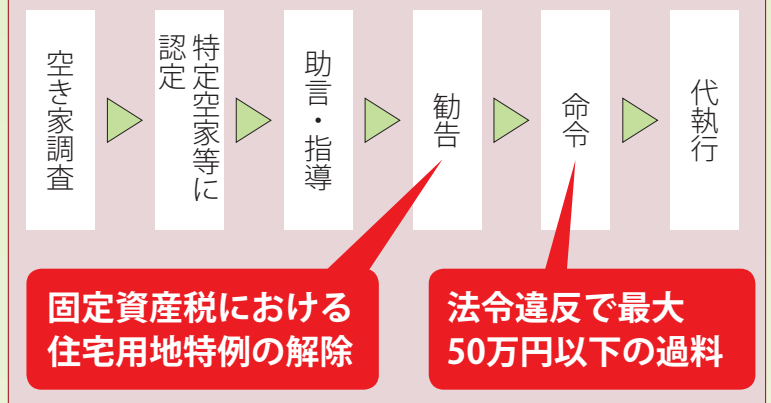 空き家調査
特定空家等に
認定
助言・指導
勧告
命令
代執行
固定資産税における
住宅用地特例の解除
法令違反で最大
50万円以下の過料